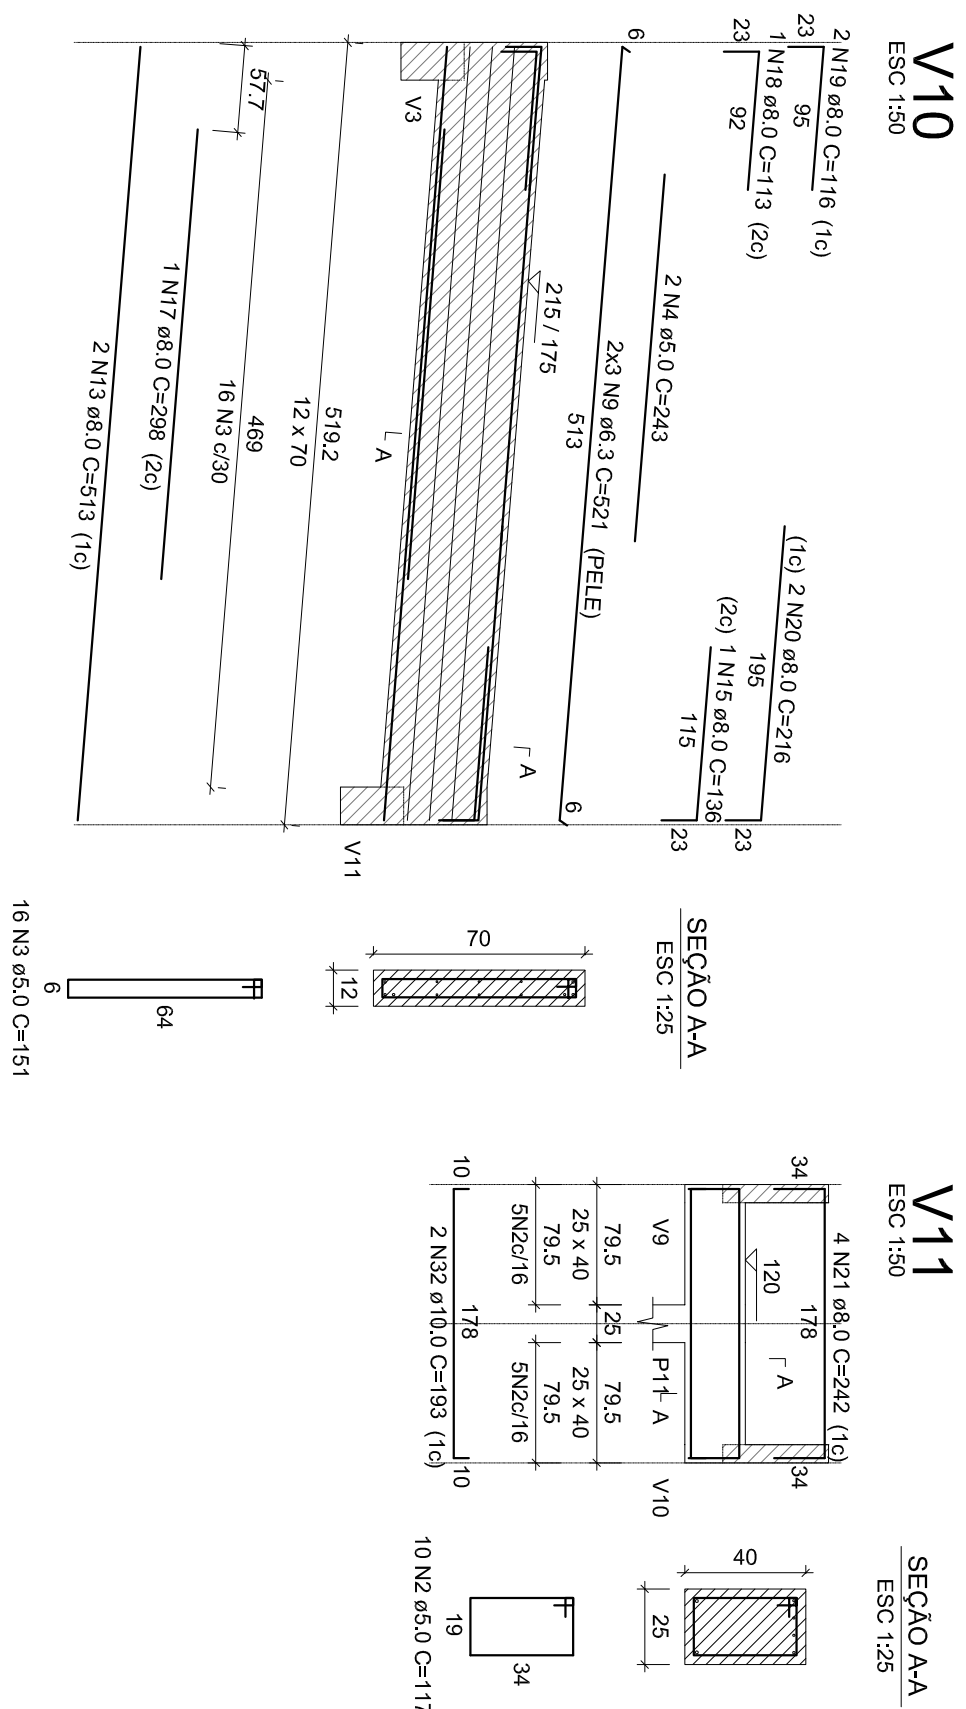 V10
ESC 1:50
2 N19 ø8.0 C=116 (1c)
23
95
1 N18 ø8.0 C=113 (2c)
23
92
(1c) 2 N20 ø8.0 C=216
195
23
(2c) 1 N15 ø8.0 C=136
115
23
2 N4 ø5.0 C=243
2x3 N9 ø6.3 C=521 (PELE)
6
513
6
215 / 175
A
A
V3
V11
519.2
12 x 70
469
16 N3 c/30
57.7
1 N17 ø8.0 C=298 (2c)
2 N13 ø8.0 C=513 (1c)
SEÇÃO A-A
ESC 1:25
70
12
64
6
16 N3 ø5.0 C=151
V11
ESC 1:50
4 N21 ø8.0 C=242 (1c)
34
178
34
120
A
V9
P11
A
V10
79.5
25
79.5
25 x 40
25 x 40
79.5
79.5
5N2c/16
5N2c/16
10
178
10
2 N32 ø10.0 C=193 (1c)
SEÇÃO A-A
ESC 1:25
40
25
34
19
10 N2 ø5.0 C=117